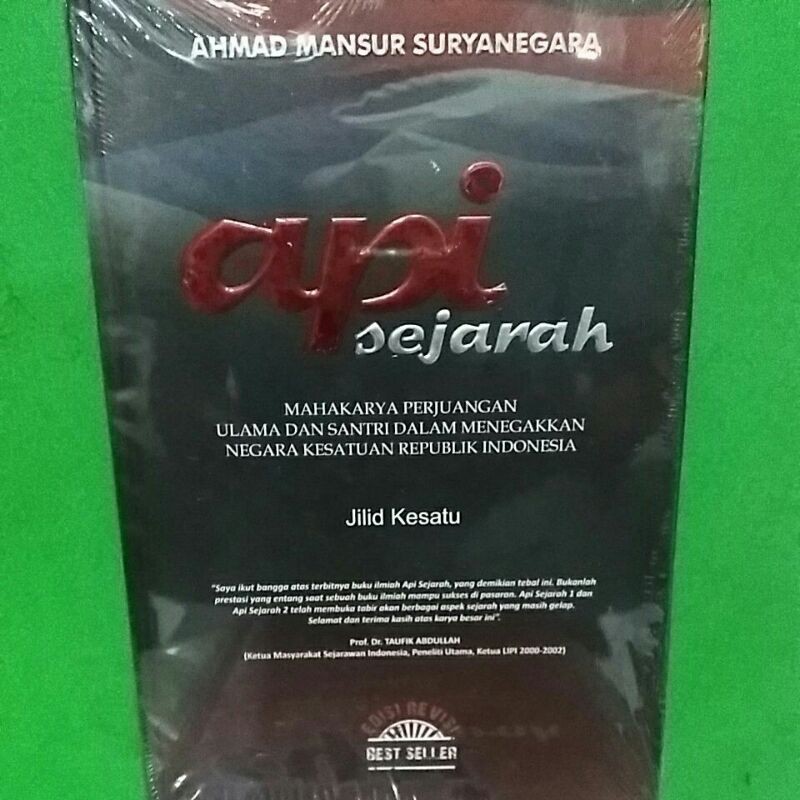 AHMAD MANSUR SURYANEGARA
api
sejarah
MAHAKARYA PERJUANGAN
ULAMA DAN SANTRI DALAM MENEGAKKAN
NEGARA KESATUAN REPUBLIK INDONESIA
Jilid Kesatu
"Saya ikut bangga atas terbitnya buku ilmiah Api Sejarah, yang demikian tebal ini. Bukanlah
prestasi yang enteng saat sebuah buku ilmiah mampu sukses di pasaran. Api Sejarah 1 dan
Api Sejarah 2 telah membuka tabir akan berbagai aspek sejarah yang masih gelap.
Selamat dan terima kasih atas karya besar ini".
Prof. Dr. TAUFIK ABDULLAH
(Ketua Masyarakat Sejarawan Indonesia, Peneliti Utama, Ketua LIPI 2000-2002)
EDISI REVISI
BEST SELLER